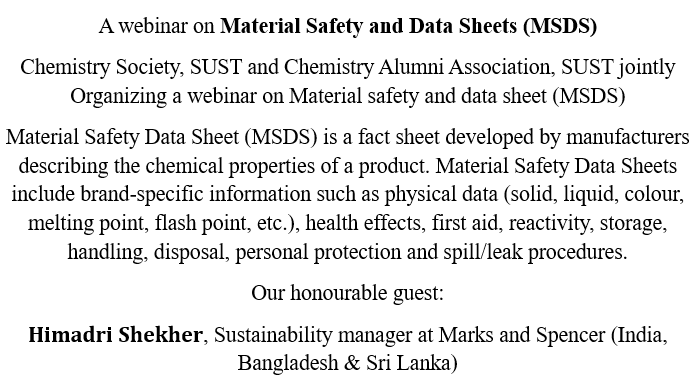 A webinar on Material Safety and Data Sheets (MSDS)
Chemistry Society, SUST and Chemistry Alumni Association, SUST jointly
Organizing a webinar on Material safety and data sheet (MSDS)
Material Safety Data Sheet (MSDS) is a fact sheet developed by manufacturers
describing the chemical properties of a product. Material Safety Data Sheets
include brand-specific information such as physical data (solid, liquid, colour,
melting point, flash point, etc.), health effects, first aid, reactivity, storage,
handling, disposal, personal protection and spill/leak procedures.
Our honourable guest:
Himadri Shekher, Sustainability manager at Marks and Spencer (India,
Bangladesh & Sri Lanka)